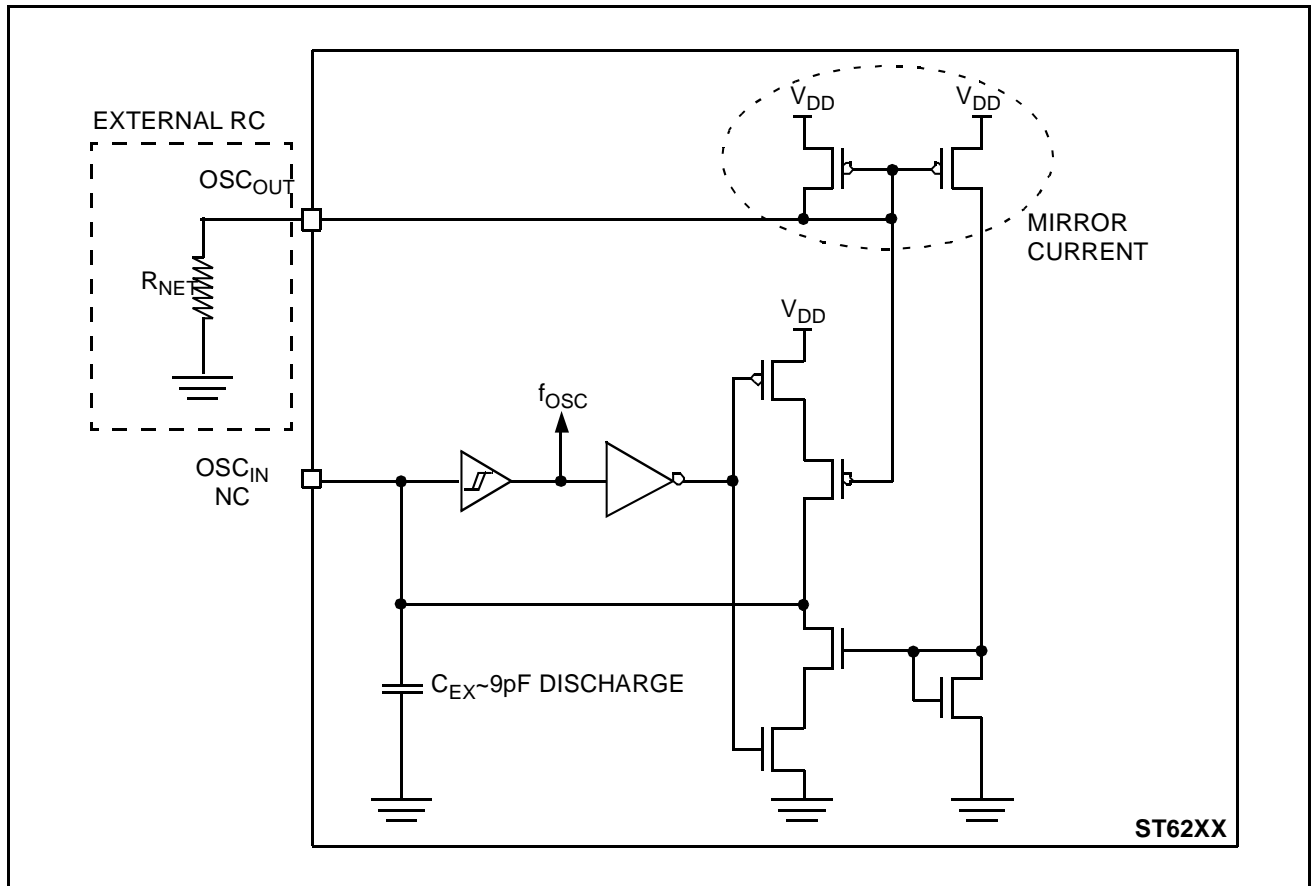 V_DD V_DD
EXTERNAL RC
OSC_OUT
MIRROR
CURRENT
R_NET
V_DD
f_OSC
OSC_IN
NC
C_EX~9pF DISCHARGE
ST62XX